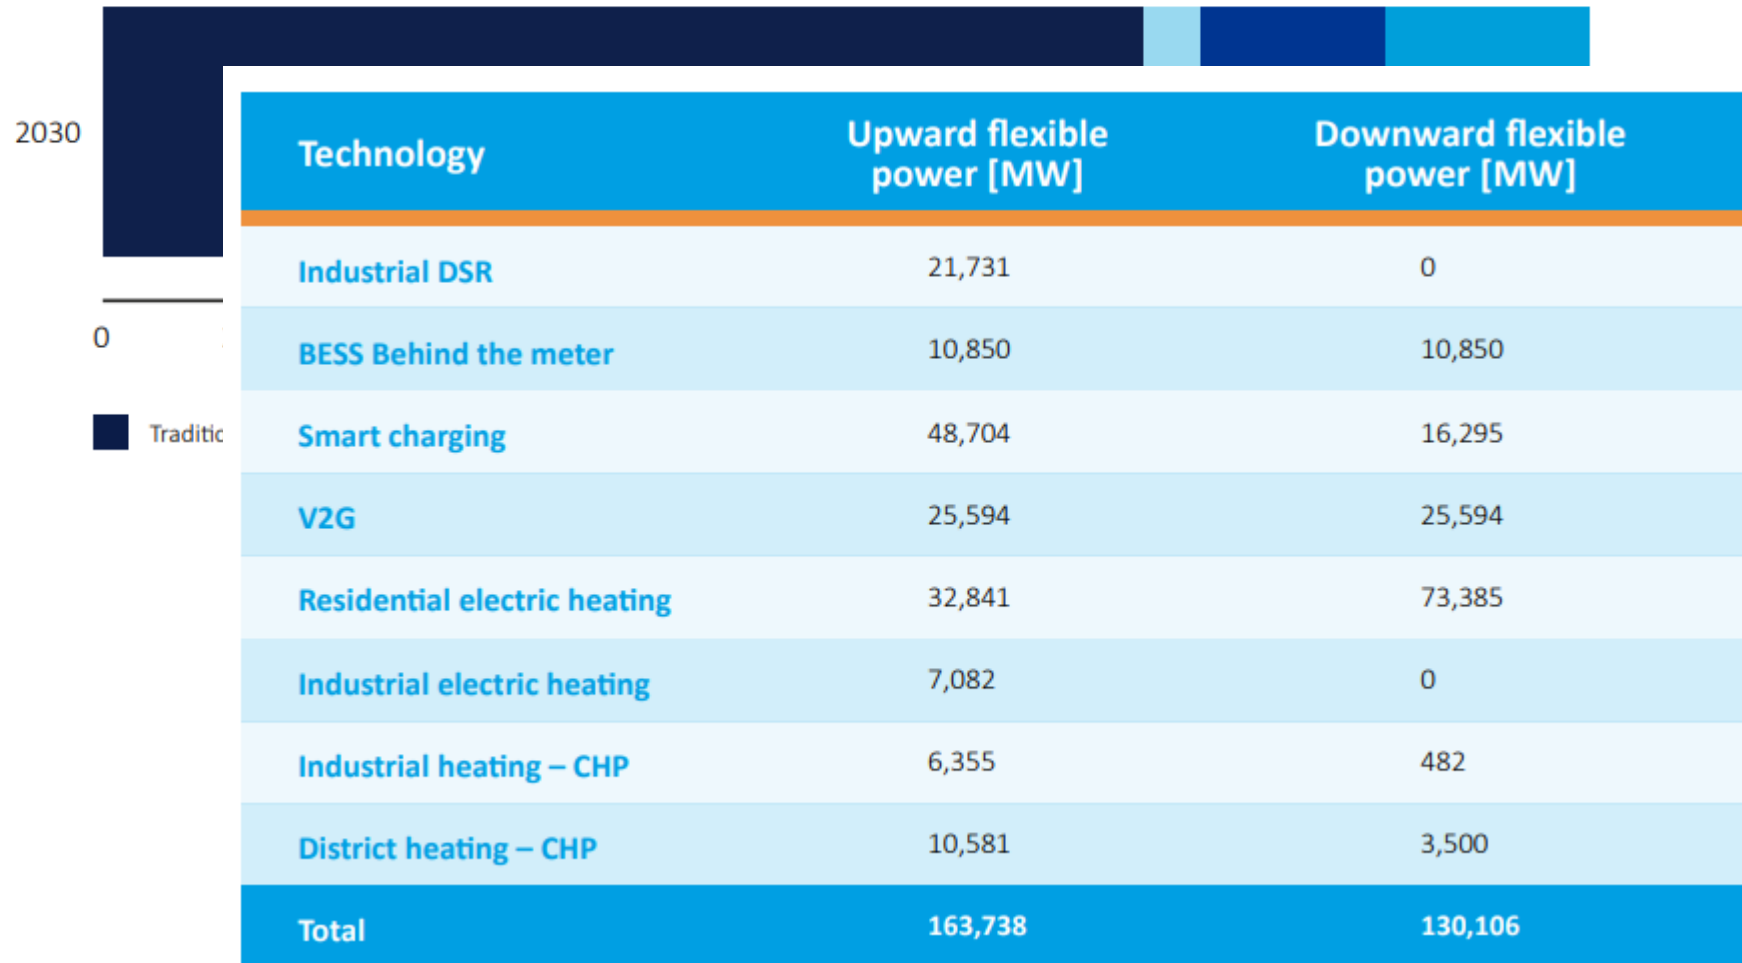 2030
0
Technology
Upward flexible
power [MW]
Downward flexible
power [MW]
Industrial DSR 21,731 0
BESS Behind the meter 10,850 10,850
Smart charging 48,704 16,295
V2G 25,594 25,594
Residential electric heating 32,841 73,385
Industrial electric heating 7,082 0
Industrial heating – CHP 6,355 482
District heating – CHP 10,581 3,500
Total 163,738 130,106